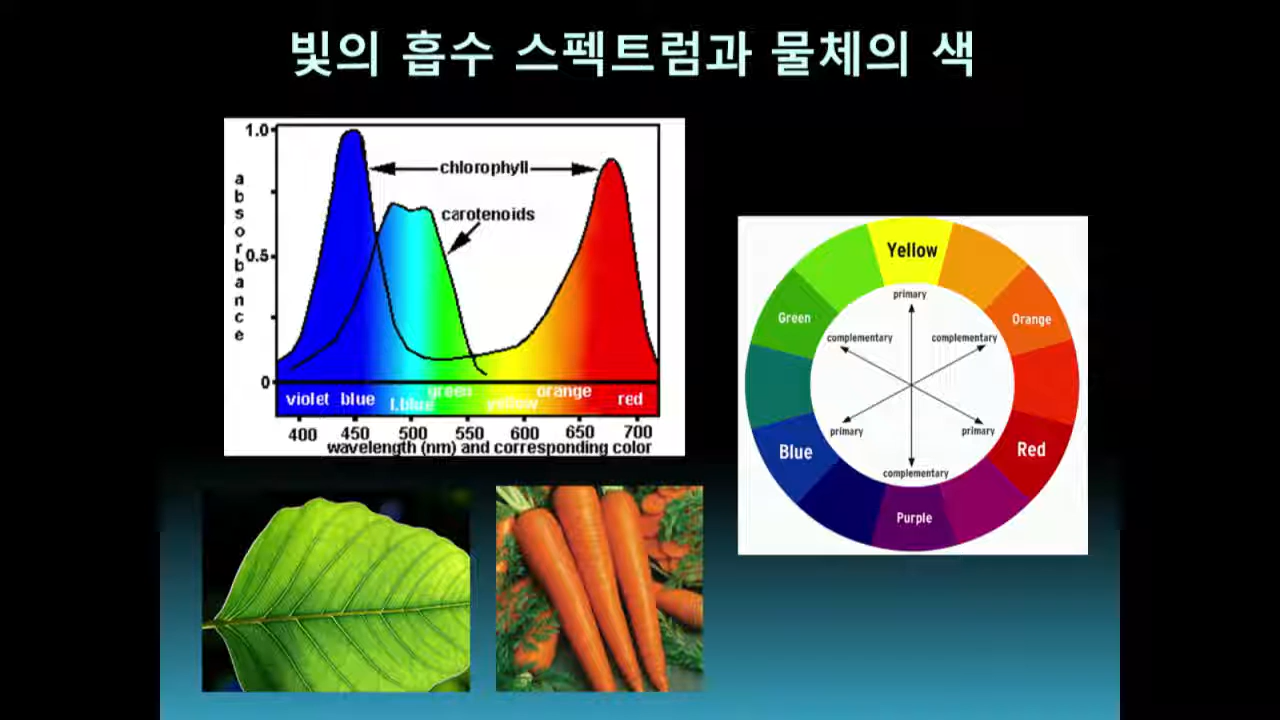 빛의 흡수 스펙트럼과 물체의 색
1.0
chlorophyll
carotenoids
absorbance
0.5
0
violet blue l.blue green yellow orange red
400 450 500 550 600 650 700
wavelength (nm) and corresponding color
Yellow
primary
Green
Orange
complementary
complementary
primary
primary
Blue
Red
complementary
Purple